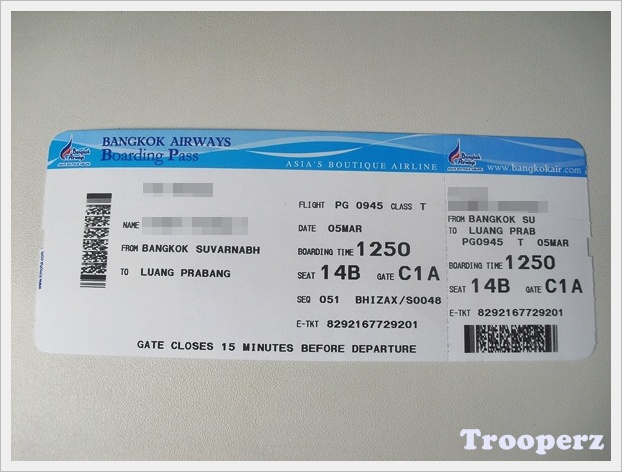 BANGKOK AIRWAYS
Boarding Pass
ASIA'S BOUTIQUE AIRLINE
www.bangkokair.com
FLIGHT PG 0945 CLASS T
NAME
DATE 05MAR
FROM BANGKOK SUVARNABH
BOARDING TIME 1250
TO LUANG PRABANG
SEAT 14B GATE C1A
SEQ 051 BHIZAX/S0048
E-TKT 8292167729201
GATE CLOSES 15 MINUTES BEFORE DEPARTURE
FROM BANGKOK SU
TO LUANG PRAB
PG0945 T 05MAR
BOARDING TIME 1250
SEAT 14B GATE C1A
E-TKT 8292167729201
Trooperz